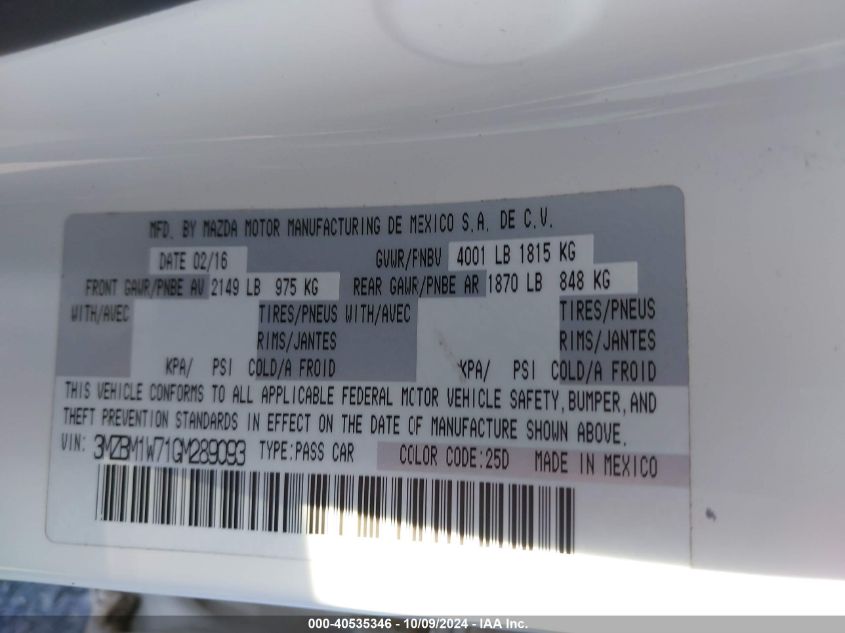 MFD. BY MAZDA MOTOR MANUFACTURING DE MEXICO S.A. DE C.V.
DATE 02/16 GVWR/PNBV 4001 LB 1815 KG
FRONT GAWR/PNBE AV 2149 LB 975 KG REAR GAWR/PNBE AR 1870 LB 848 KG
WITH/AVEC TIRES/PNEUS WITH/AVEC TIRES/PNEUS
RIMS/JANTES RIMS/JANTES
KPA/ PSI COLD/A FROID KPA/ PSI COLD/A FROID
THIS VEHICLE CONFORMS TO ALL APPLICABLE FEDERAL MOTOR VEHICLE SAFETY, BUMPER, AND
THEFT PREVENTION STANDARDS IN EFFECT ON THE DATE OF MANUFACTURE SHOWN ABOVE.
VIN: 3MZBM1W71GM289093 TYPE:PASS CAR COLOR CODE:25D MADE IN MEXICO
000-40535346 - 10/09/2024 - IAA Inc.